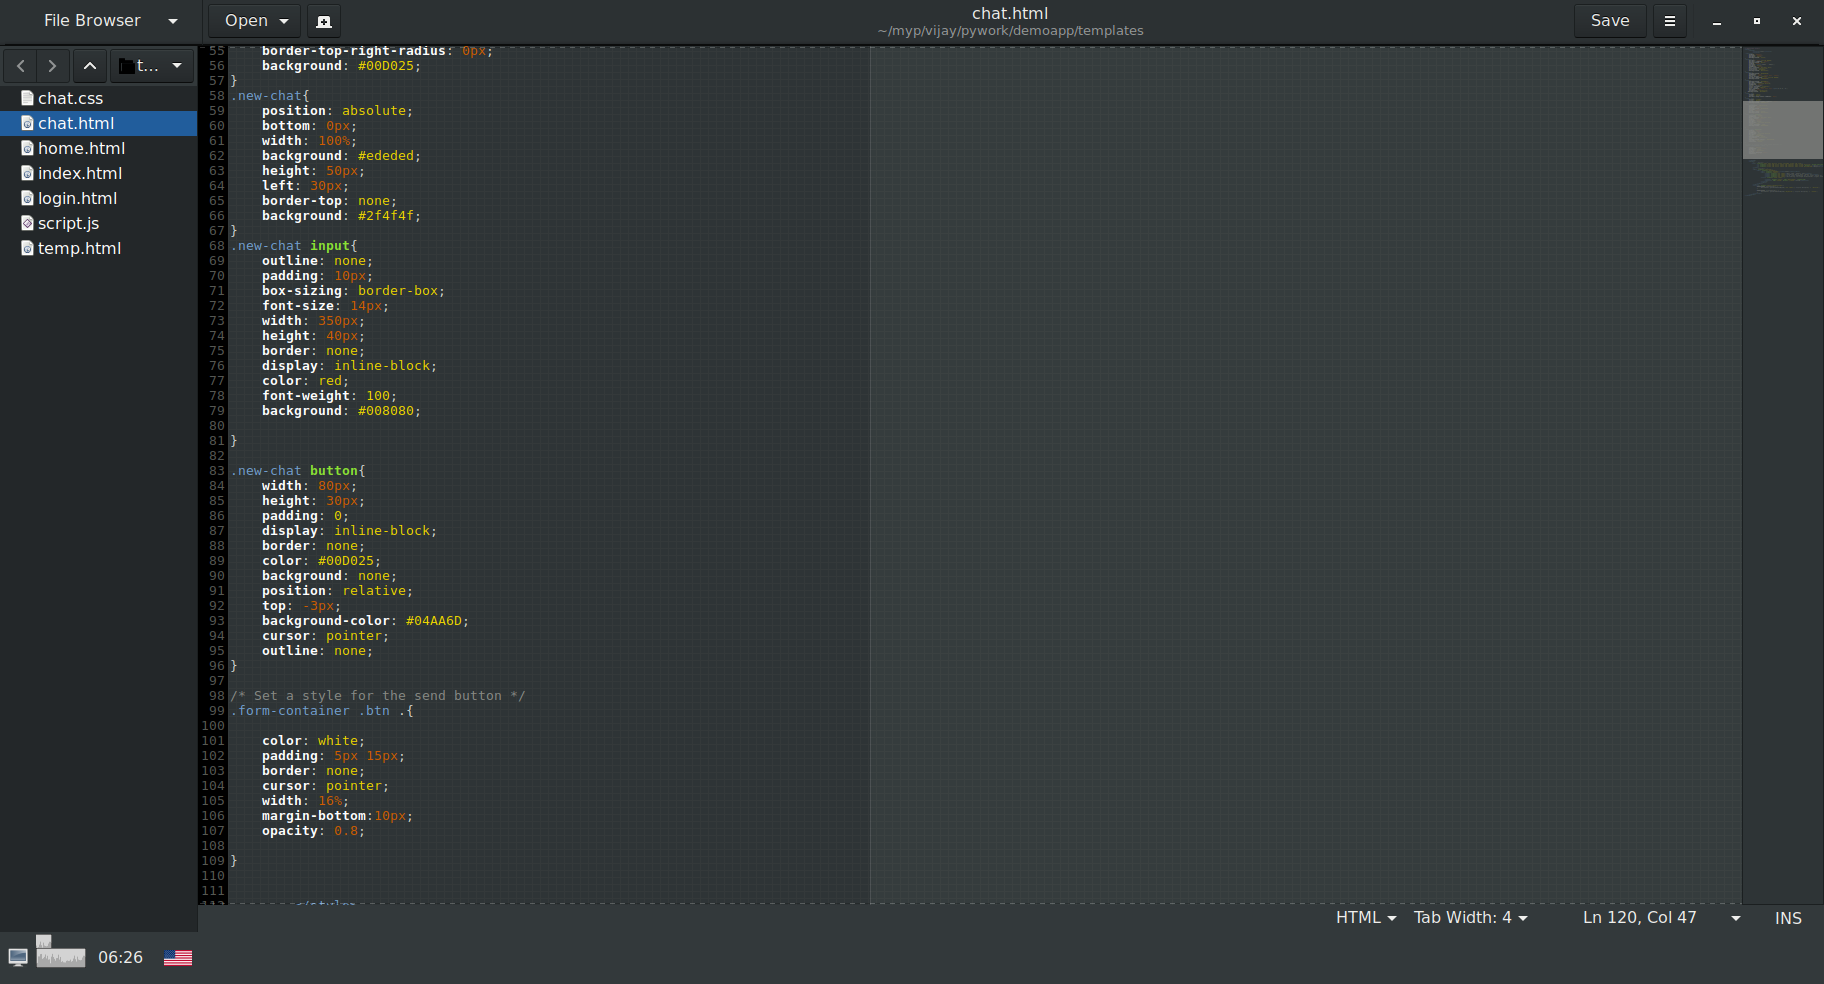 File Browser
Open
chat.html
~/myp/vijay/pywork/demoapp/templates
Save
t...
chat.css
chat.html
home.html
index.html
login.html
script.js
temp.html
55     border-top-right-radius: 0px;
56     background: #00D025;
57 }
58 .new-chat{
59     position: absolute;
60     bottom: 0px;
61     width: 100%;
62     background: #ededed;
63     height: 50px;
64     left: 30px;
65     border-top: none;
66     background: #2f4f4f;
67 }
68 .new-chat input{
69     outline: none;
70     padding: 10px;
71     box-sizing: border-box;
72     font-size: 14px;
73     width: 350px;
74     height: 40px;
75     border: none;
76     display: inline-block;
77     color: red;
78     font-weight: 100;
79     background: #008080;
80
81 }
82
83 .new-chat button{
84     width: 80px;
85     height: 30px;
86     padding: 0;
87     display: inline-block;
88     border: none;
89     color: #00D025;
90     background: none;
91     position: relative;
92     top: -3px;
93     background-color: #04AA6D;
94     cursor: pointer;
95     outline: none;
96 }
97
98 /* Set a style for the send button */
99 .form-container .btn .{
100
101     color: white;
102     padding: 5px 15px;
103     border: none;
104     cursor: pointer;
105     width: 16%;
106     margin-bottom:10px;
107     opacity: 0.8;
108
109 }
110
111
HTML
Tab Width: 4
Ln 120, Col 47
INS
06:26